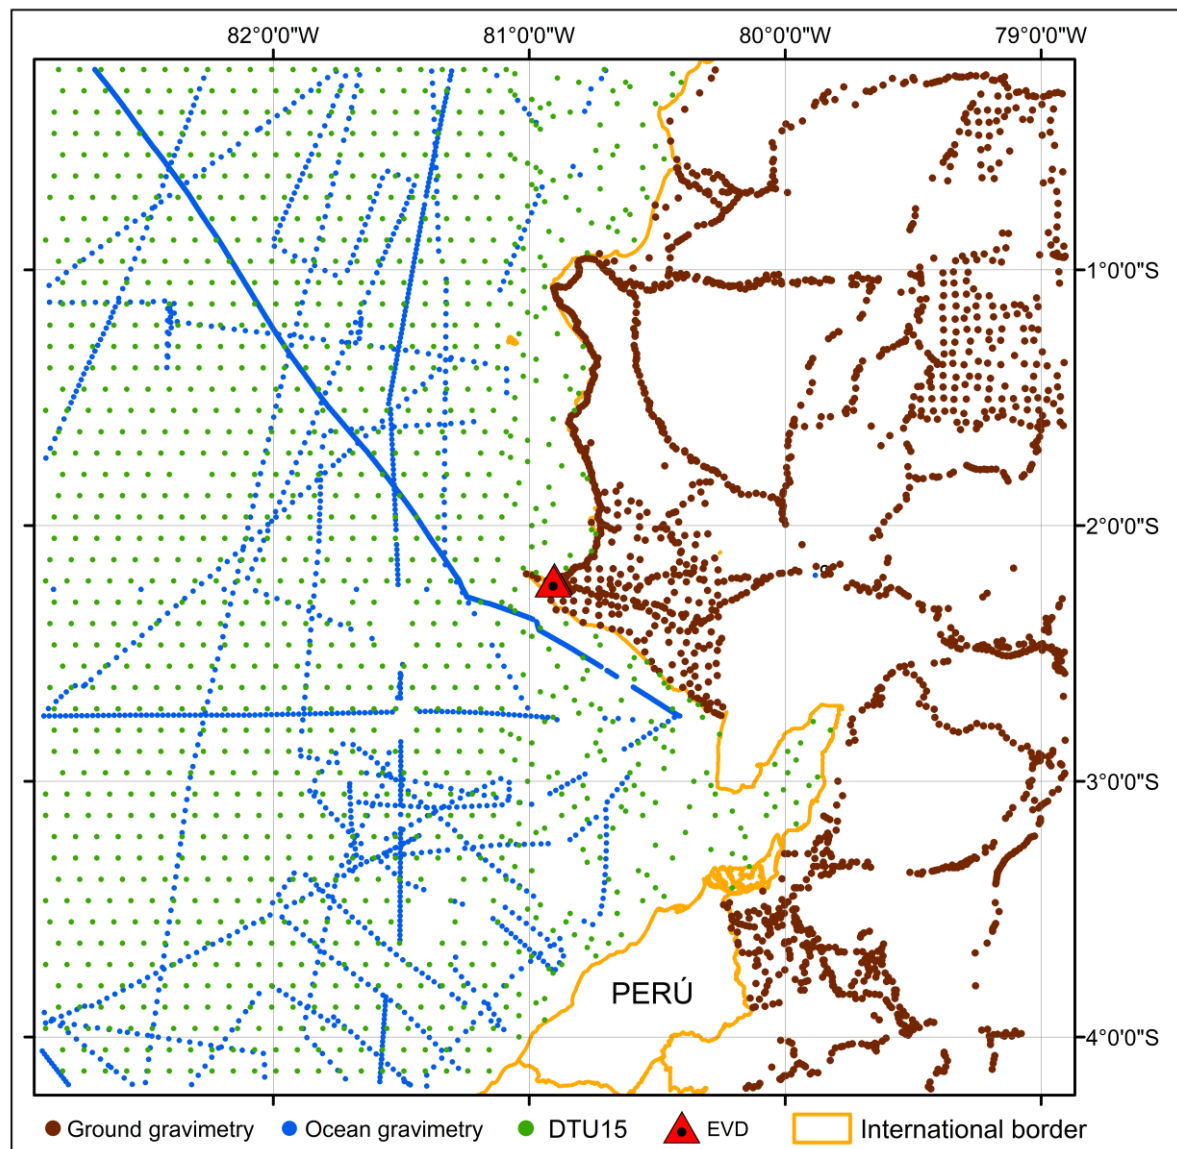 82°0'0"W 81°0'0"W 80°0'0"W 79°0'0"W
1°0'0"S
2°0'0"S
3°0'0"S
PERÚ
4°0'0"S
Ground gravimetry Ocean gravimetry DTU15 EVD International border